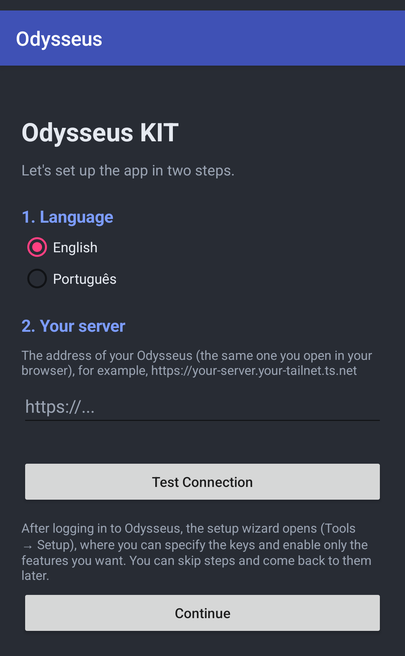 Odysseus
Odysseus KIT
Let's set up the app in two steps.
1. Language
English
Português
2. Your server
The address of your Odysseus (the same one you open in your
browser), for example, https://your-server.your-tailnet.ts.net
https://...
Test Connection
After logging in to Odysseus, the setup wizard opens (Tools
→ Setup), where you can specify the keys and enable only the
features you want. You can skip steps and come back to them
later.
Continue